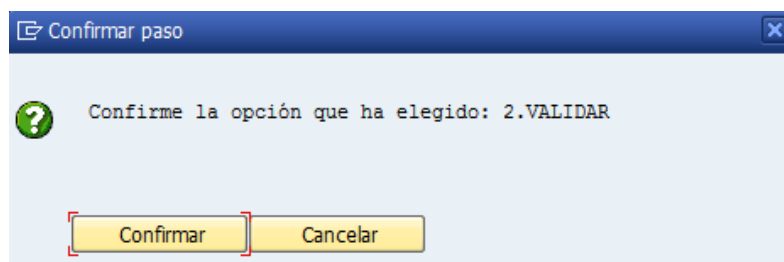 Confirmar paso
Confirme la opción que ha elegido: 2.VALIDAR
Confirmar
Cancelar